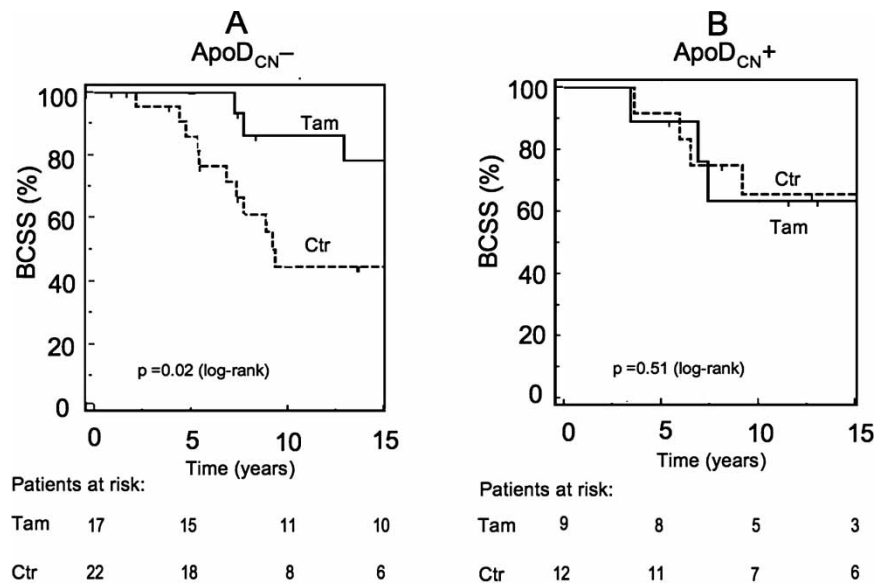 A
ApoD_CN−
BCSS (%)
100
80
60
40
20
0
Tam
Ctr
p =0.02 (log-rank)
0 5 10 15
Time (years)
Patients at risk:
Tam 17 15 11 10
Ctr 22 18 8 6
B
ApoD_CN+
BCSS (%)
100
80
60
40
20
0
Ctr
Tam
p =0.51 (log-rank)
0 5 10 15
Time (years)
Patients at risk:
Tam 9 8 5 3
Ctr 12 11 7 6